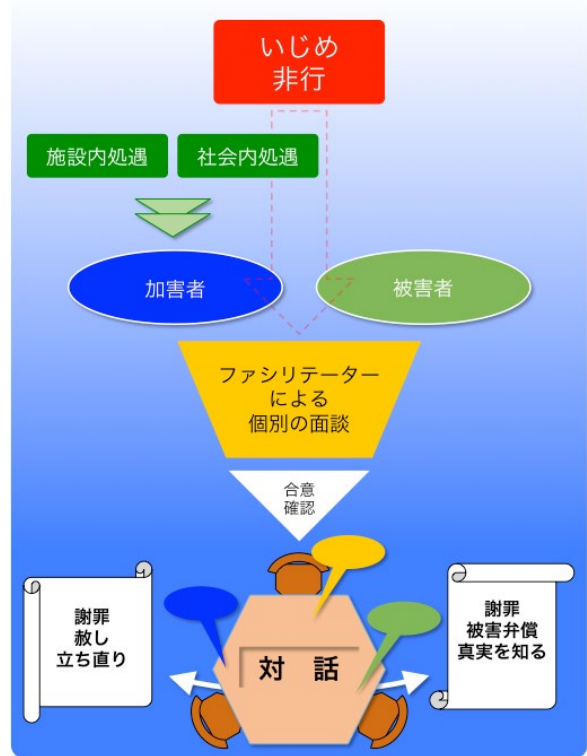 いじめ
非行
施設内処遇
社会内処遇
加害者
被害者
ファシリテーター
による
個別の面談
合意
確認
謝罪
赦し
立ち直り
対 話
謝罪
被害弁償
真実を知る